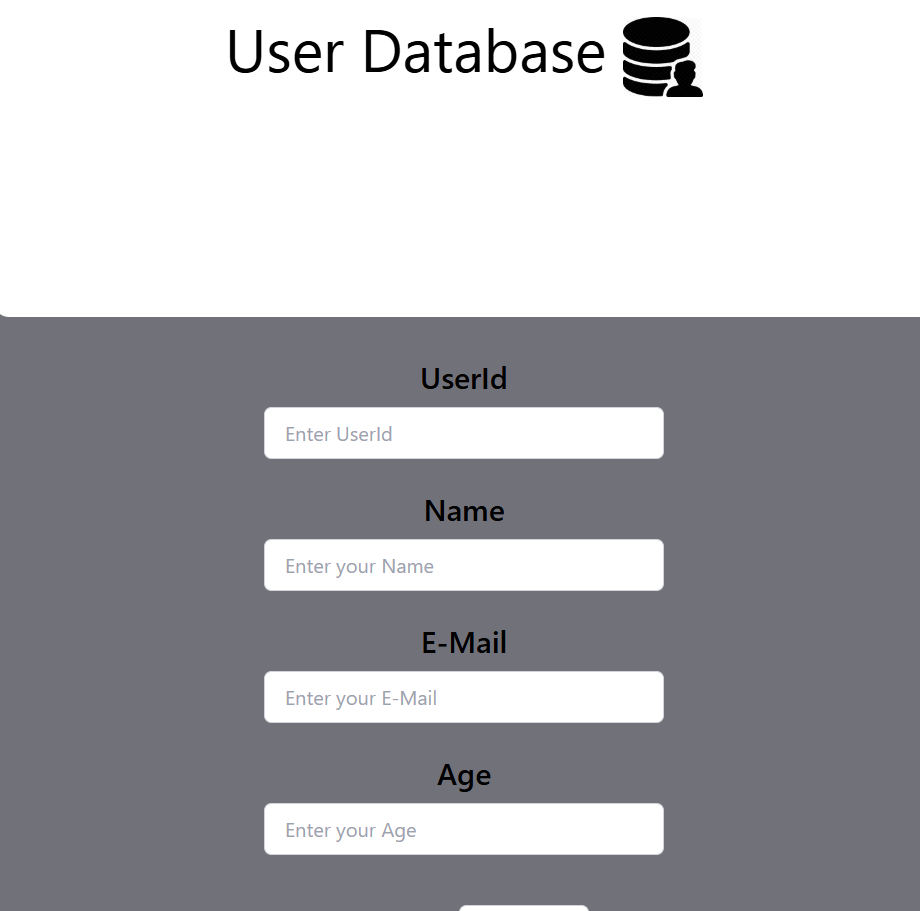 User Database
UserId
Enter UserId
Name
Enter your Name
E-Mail
Enter your E-Mail
Age
Enter your Age